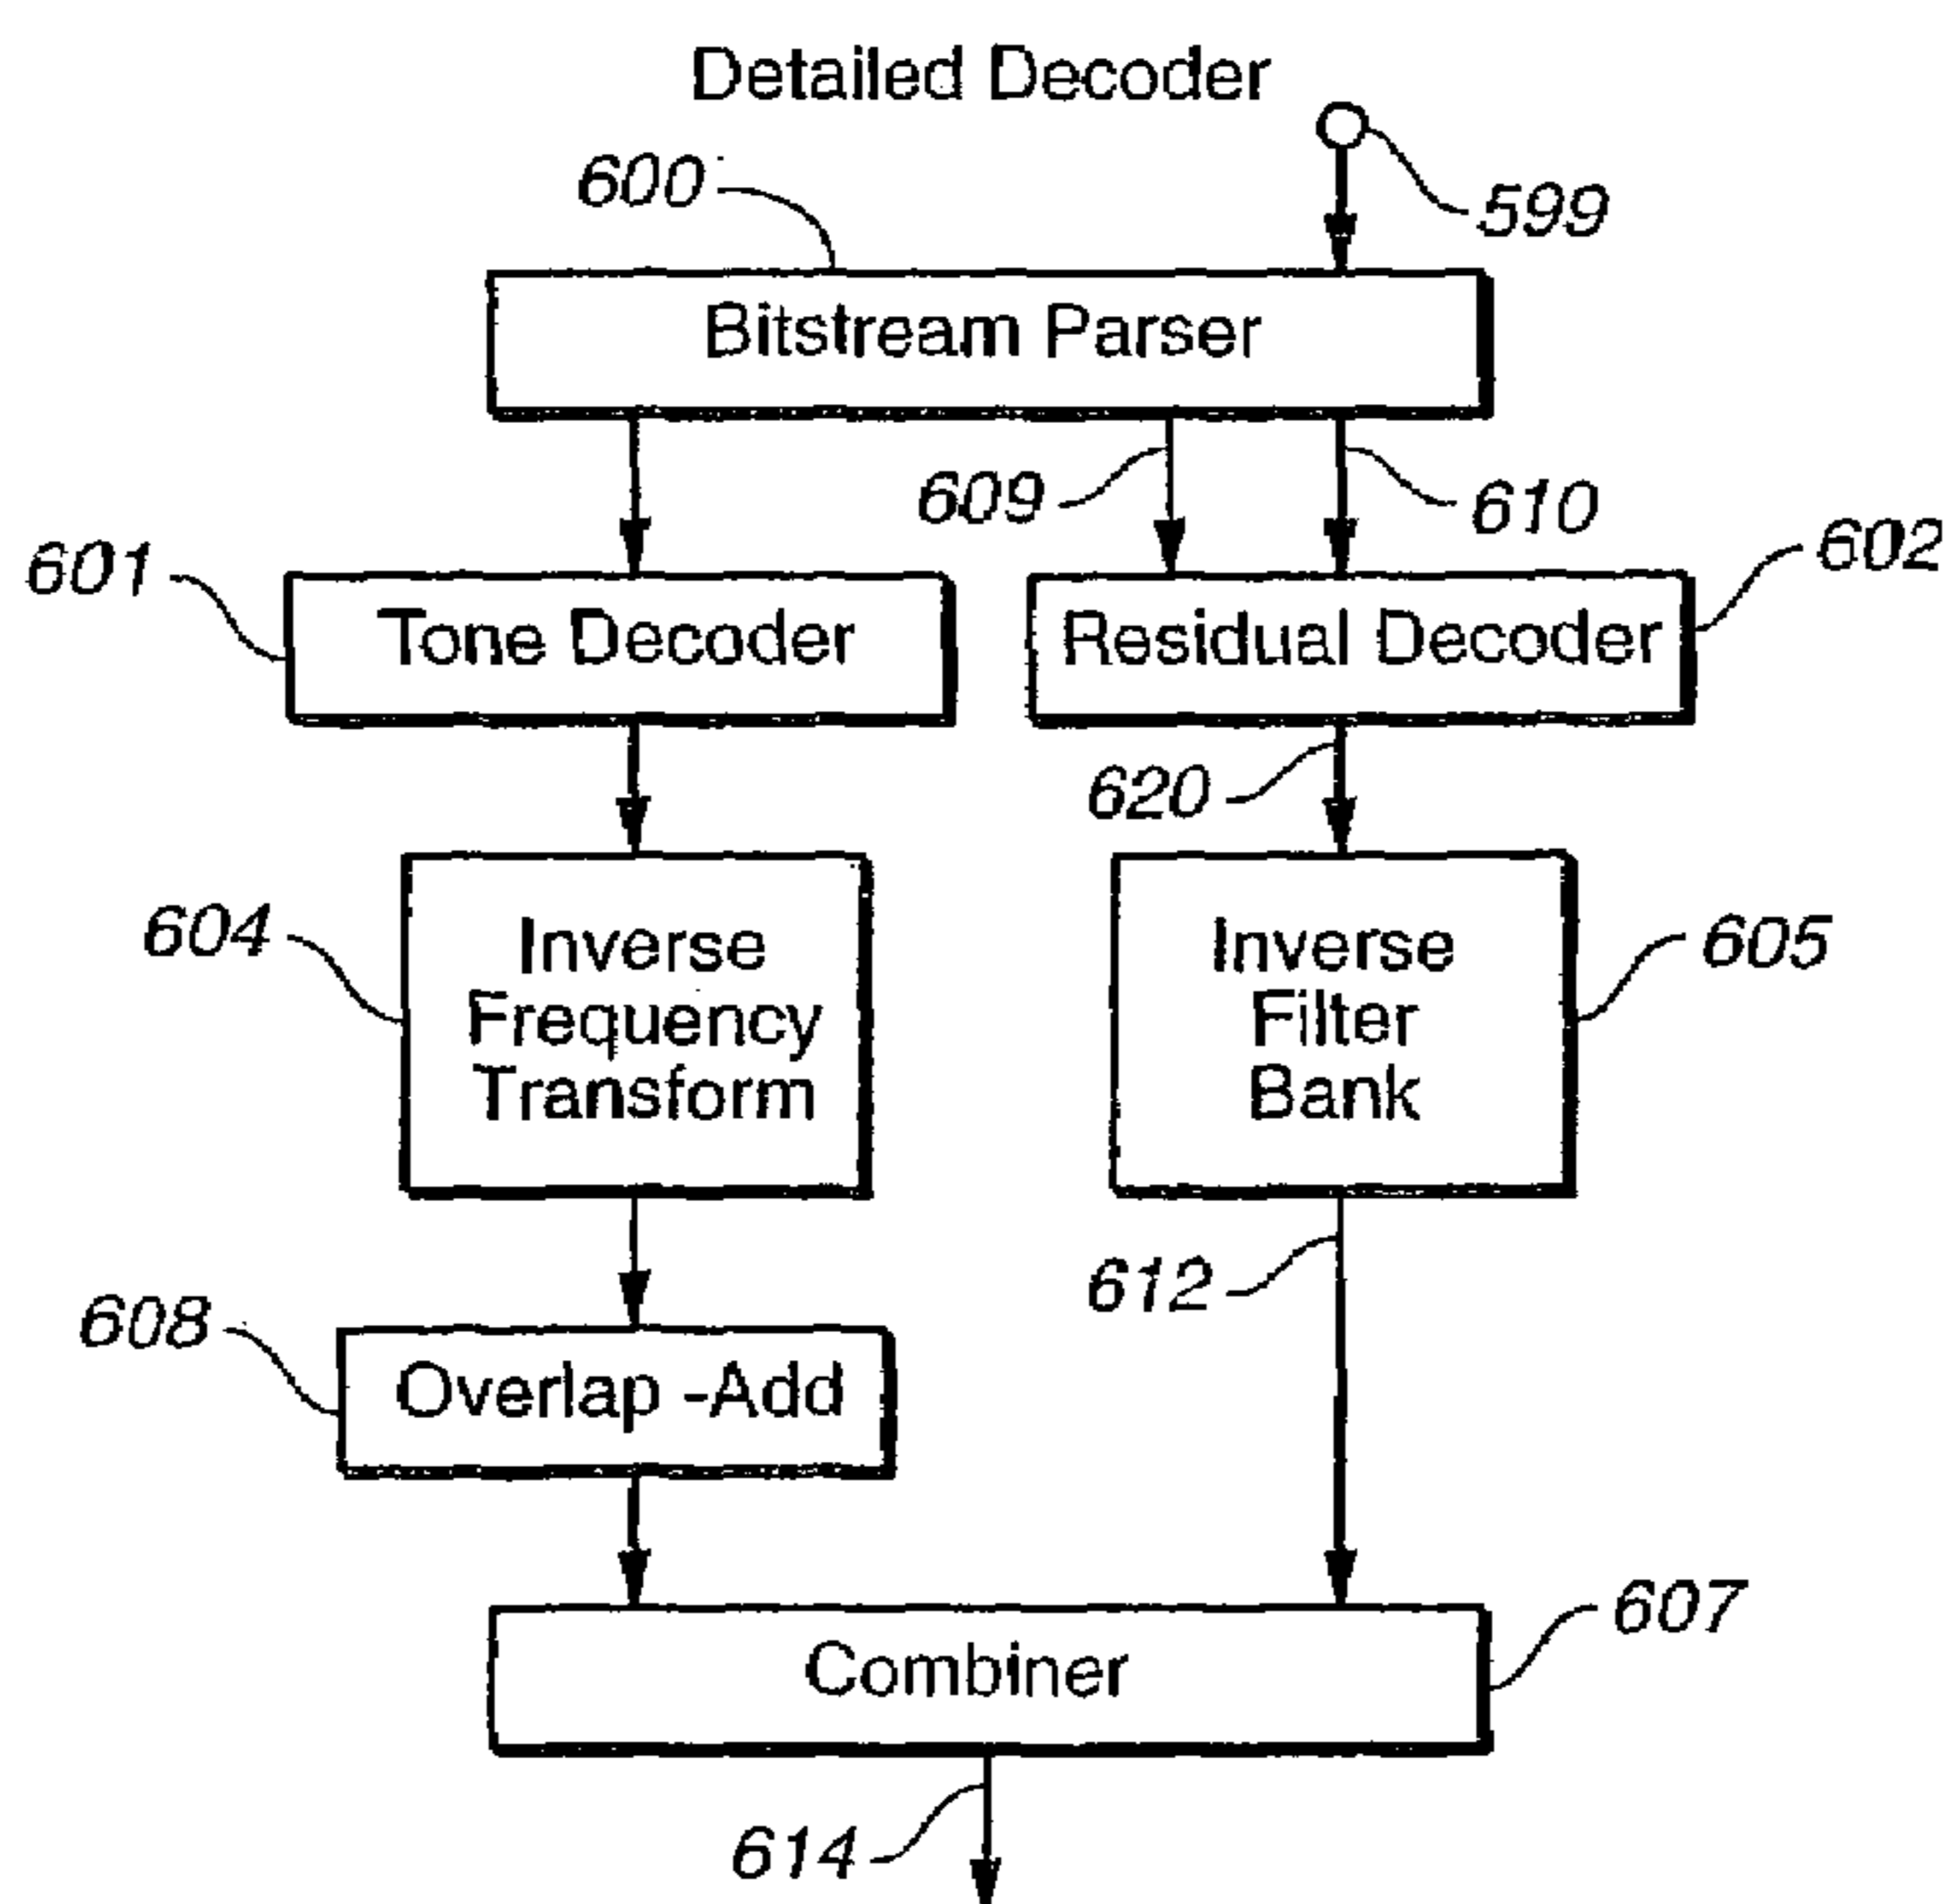 Detailed Decoder
600
599
Bitstream Parser
609
610
601
602
Tone Decoder
Residual Decoder
620
604
Inverse
Frequency
Transform
Inverse
Filter
Bank
605
612
608
Overlap -Add
607
Combiner
614